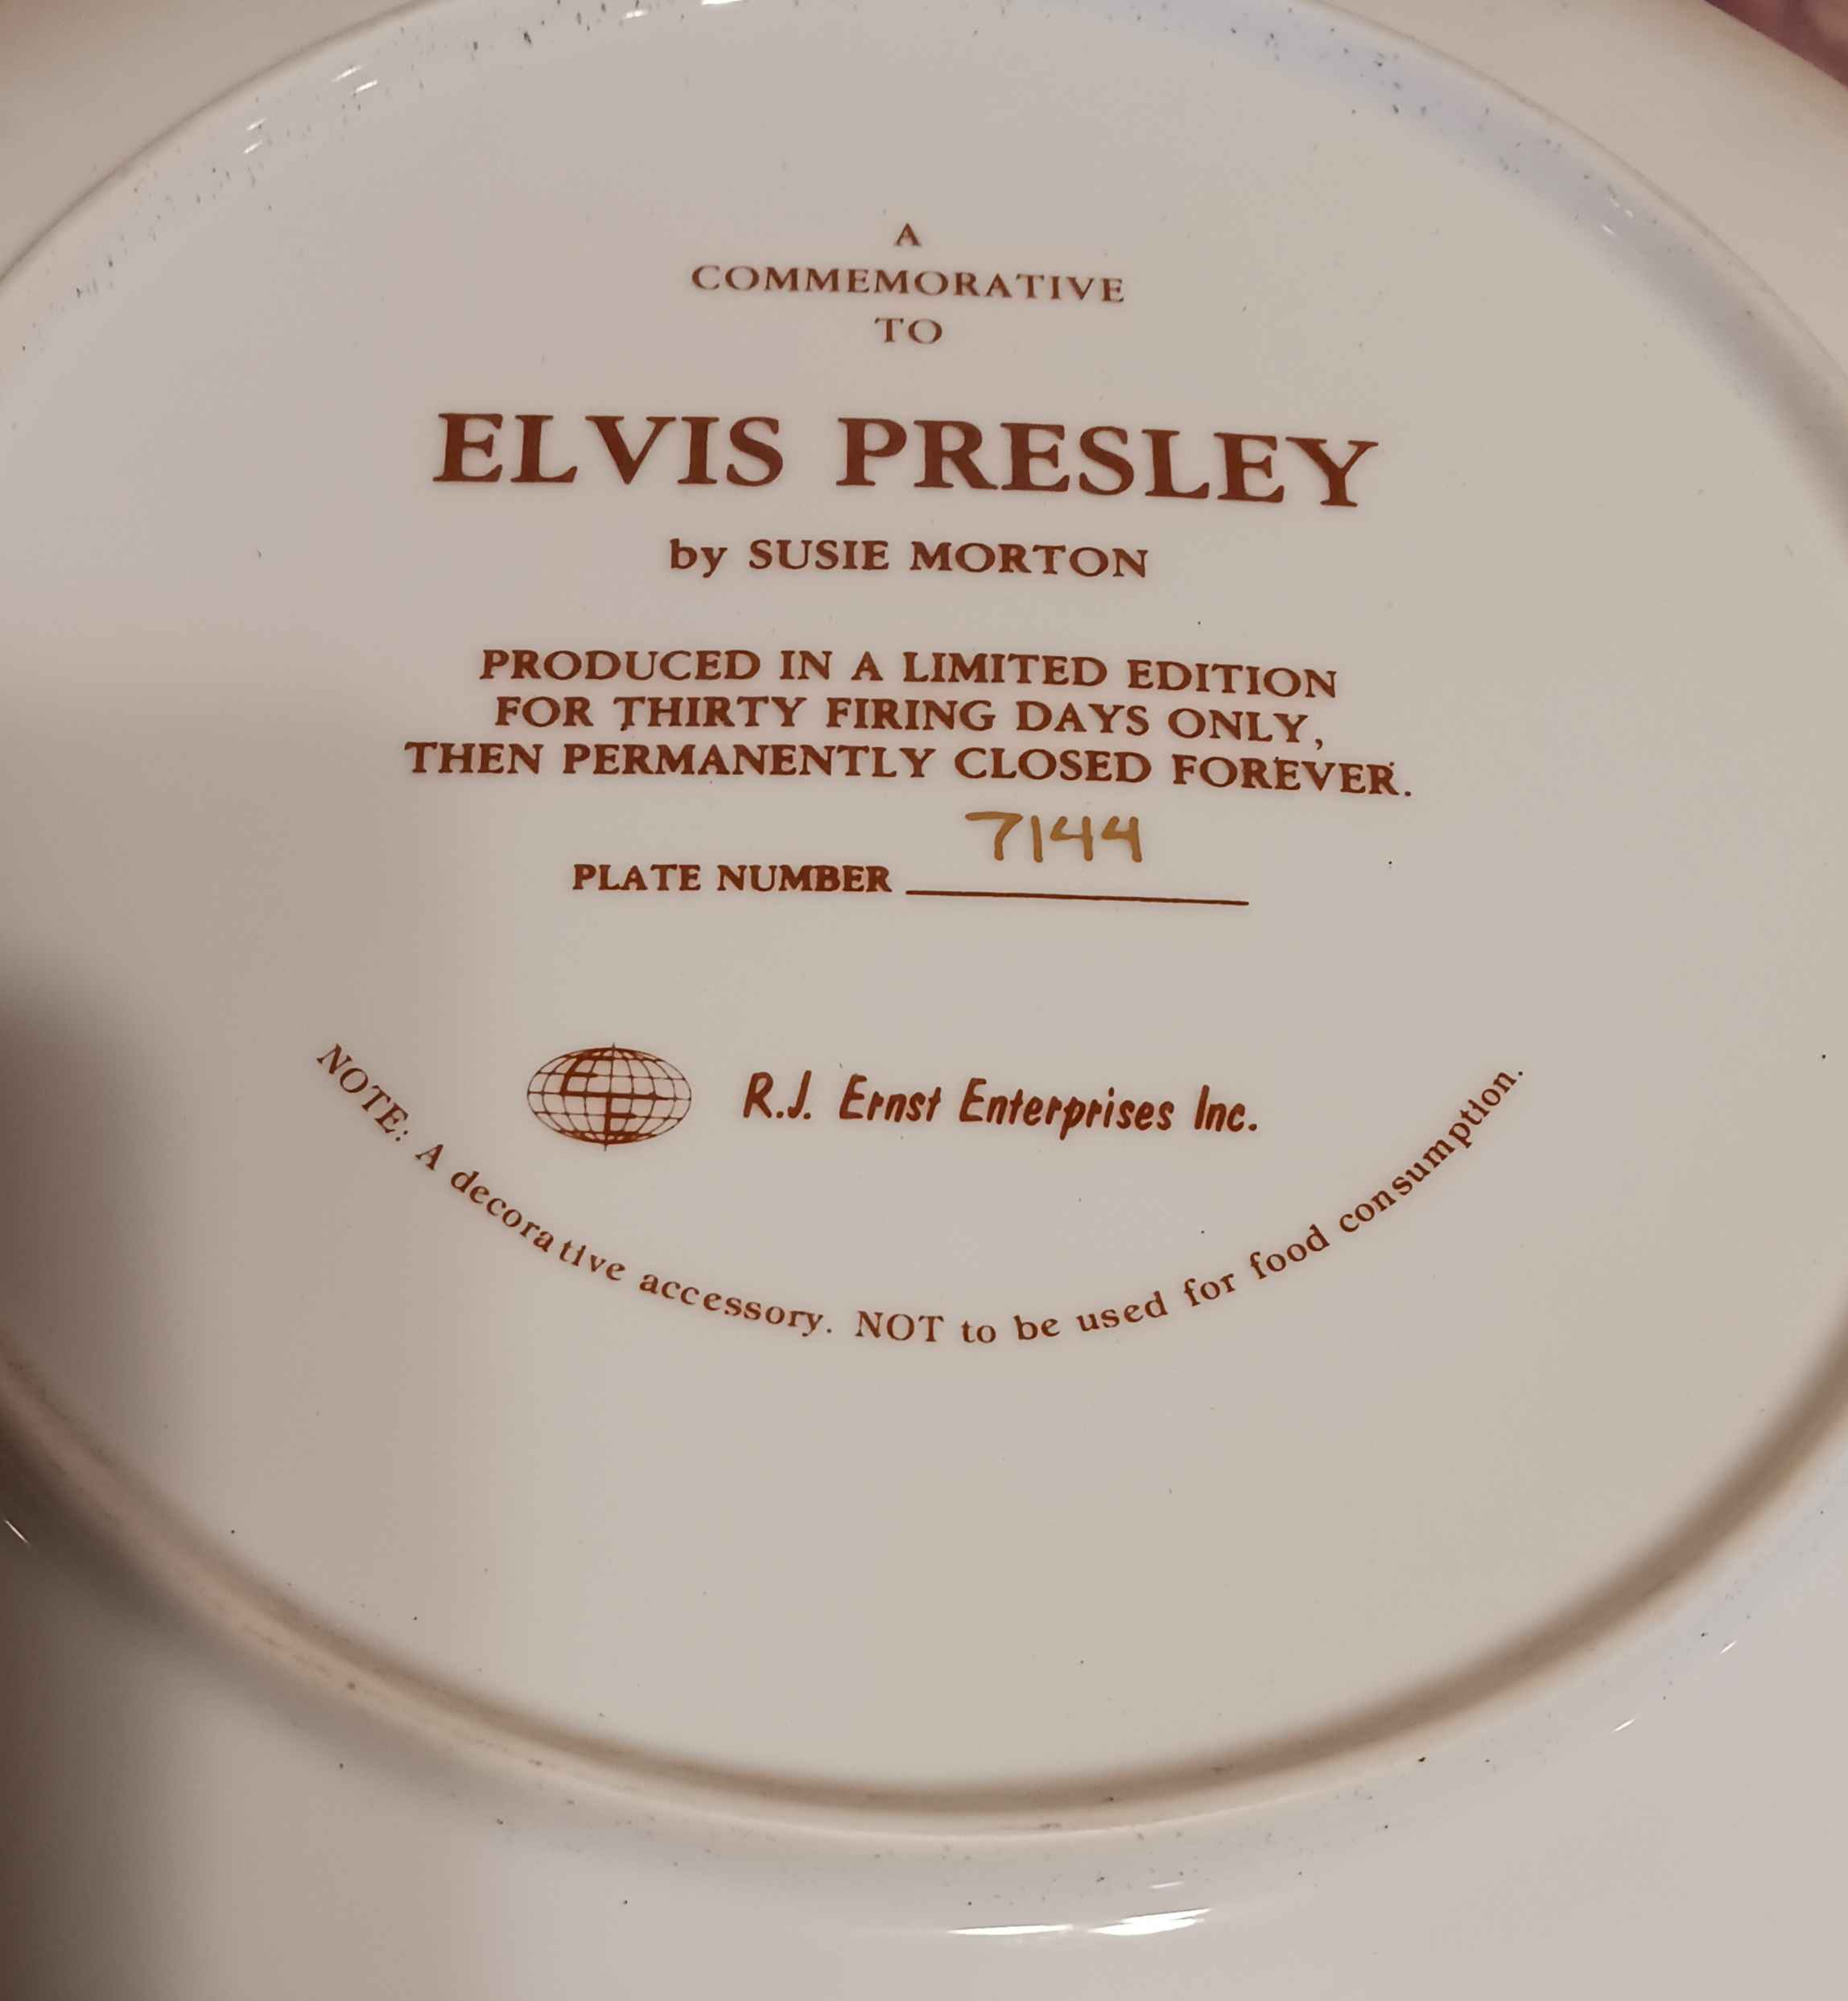 A
COMMEMORATIVE
TO
ELVIS PRESLEY
by SUSIE MORTON
PRODUCED IN A LIMITED EDITION
FOR THIRTY FIRING DAYS ONLY,
THEN PERMANENTLY CLOSED FOREVER.
7144
PLATE NUMBER
R.J. Ernst Enterprises Inc.
NOTE: A decorative accessory. NOT to be used for food consumption.